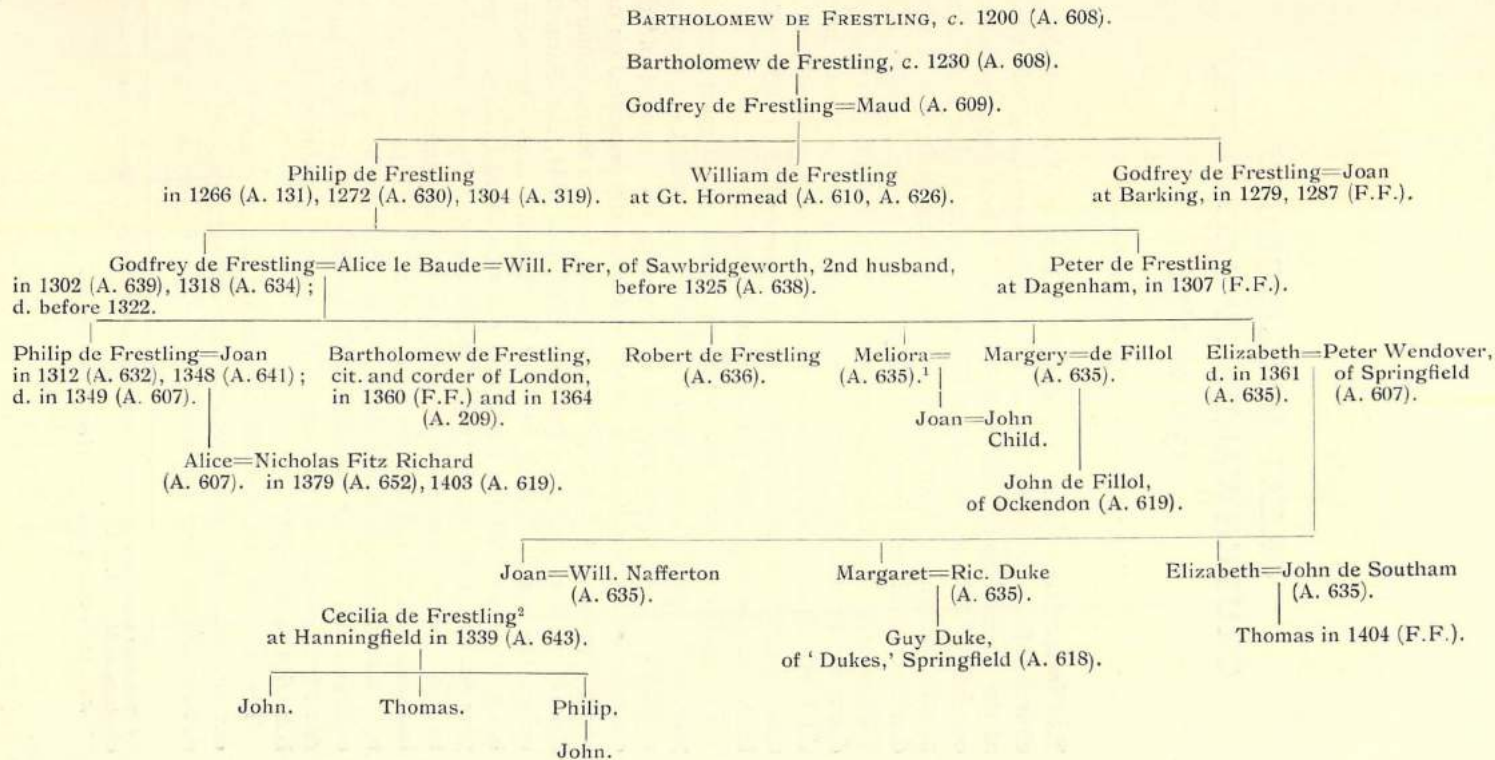 BARTHOLOMEW DE FRESTLING, c. 1200 (A. 608).
Bartholomew de Frestling, c. 1230 (A. 608).
Godfrey de Frestling=Maud (A. 609).
Philip de Frestling
in 1266 (A. 131), 1272 (A. 630), 1304 (A. 319).
William de Frestling
at Gt. Hormead (A. 610, A. 626).
Godfrey de Frestling=Joan
at Barking, in 1279, 1287 (F.F.).
Godfrey de Frestling=Alice le Baude=Will. Frer, of Sawbridgeworth, 2nd husband,
in 1302 (A. 639), 1318 (A. 634) ;
d. before 1322.
before 1325 (A. 638).
Peter de Frestling
at Dagenham, in 1307 (F.F.).
Philip de Frestling=Joan
in 1312 (A. 632), 1348 (A. 641) ;
d. in 1349 (A. 607).
Bartholomew de Frestling,
cit. and corder of London,
in 1360 (F.F.) and in 1364
(A. 209).
Robert de Frestling
(A. 636).
Meliora=
(A. 635).¹
Margery=de Fillol
(A. 635).
Elizabeth=Peter Wendover,
d. in 1361 of Springfield
(A. 635). (A. 607).
Joan=John
Child.
Alice=Nicholas Fitz Richard
(A. 607). in 1379 (A. 652), 1403 (A. 619).
John de Fillol,
of Ockendon (A. 619).
Joan=Will. Nafferton
(A. 635).
Margaret=Ric. Duke
(A. 635).
Elizabeth=John de Southam
(A. 635).
Cecilia de Frestling²
at Hanningfield in 1339 (A. 643).
Guy Duke,
of ‘ Dukes,’ Springfield (A. 618).
Thomas in 1404 (F.F.).
John. Thomas. Philip.
John.